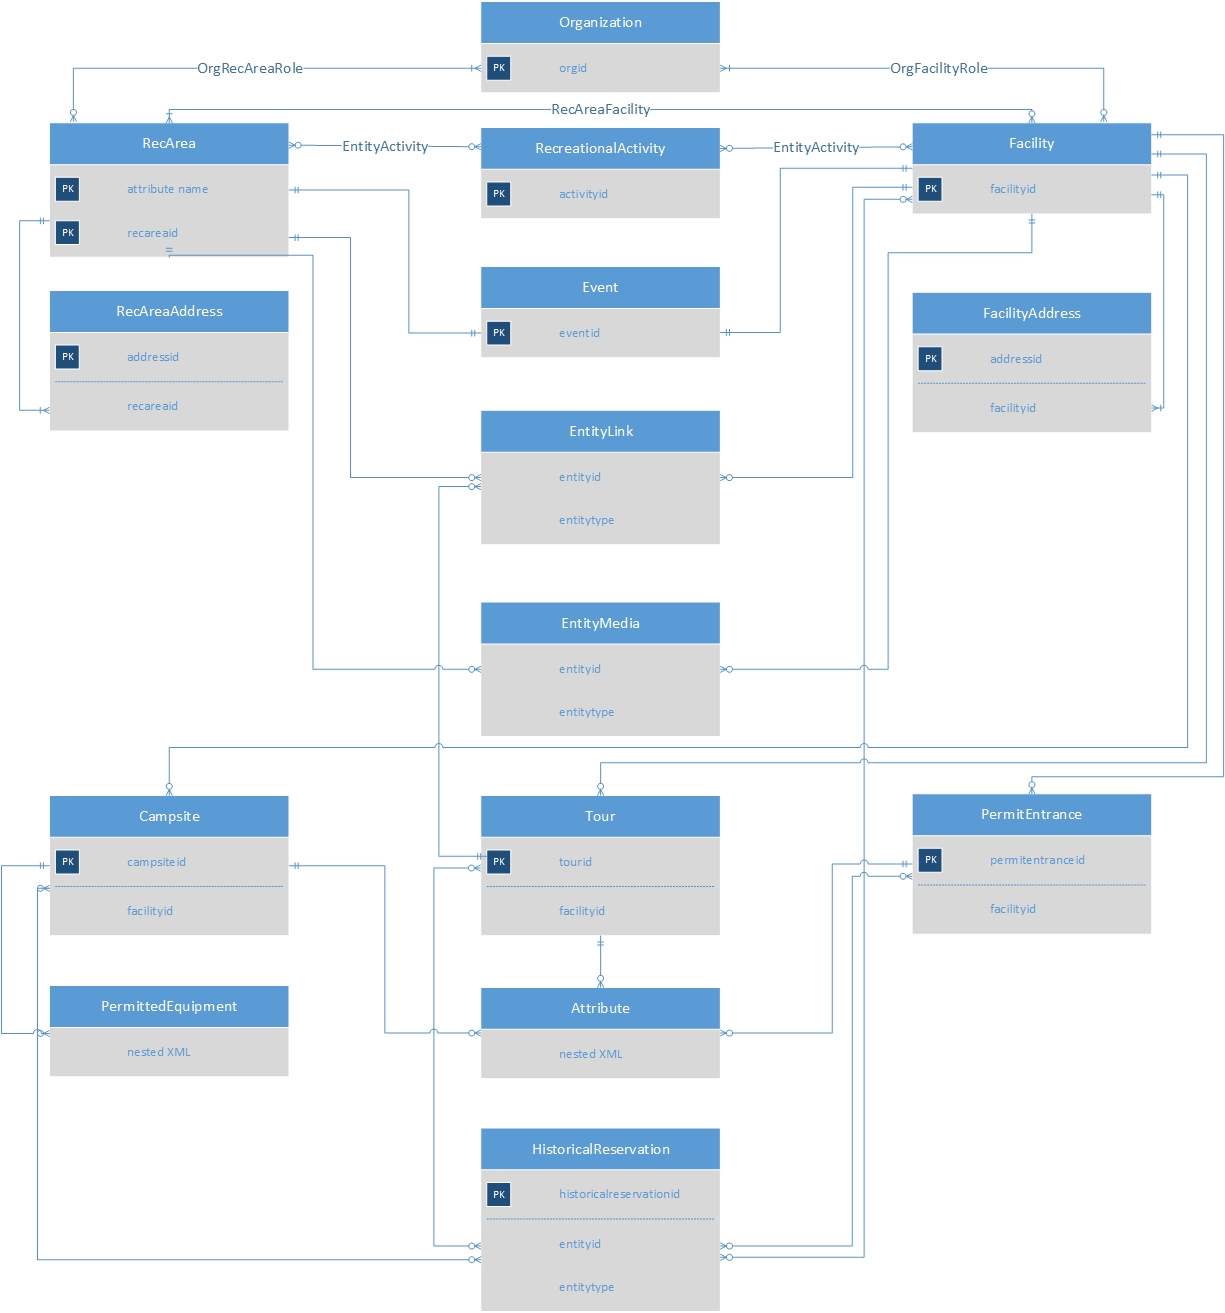 Organization
PK orgid
OrgRecAreaRole
OrgFacilityRole
RecAreaFacility
RecArea
PK attribute name
PK recareaid
EntityActivity
RecreationalActivity
PK activityid
EntityActivity
Facility
PK facilityid
RecAreaAddress
PK addressid
recareaid
Event
PK eventid
FacilityAddress
PK addressid
facilityid
EntityLink
entityid
entitytype
EntityMedia
entityid
entitytype
Campsite
PK campsiteid
facilityid
Tour
PK tourid
facilityid
PermitEntrance
PK permitentranceid
facilityid
PermittedEquipment
nested XML
Attribute
nested XML
HistoricalReservation
PK historicalreservationid
entityid
entitytype